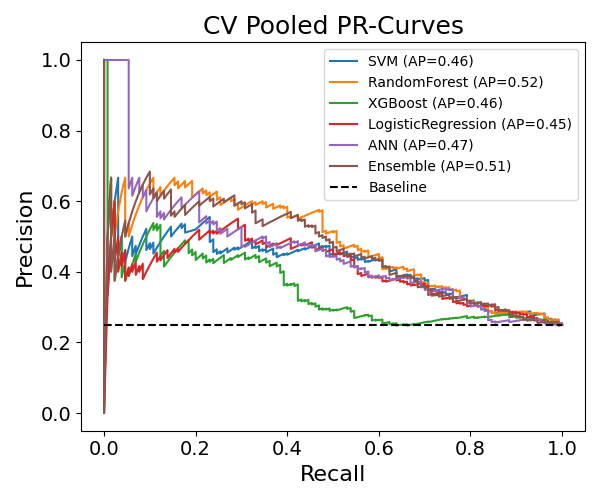 CV Pooled PR-Curves
SVM (AP=0.46)
RandomForest (AP=0.52)
XGBoost (AP=0.46)
LogisticRegression (AP=0.45)
ANN (AP=0.47)
Ensemble (AP=0.51)
Baseline
Precision
1.0
0.8
0.6
0.4
0.2
0.0
0.0 0.2 0.4 0.6 0.8 1.0
Recall